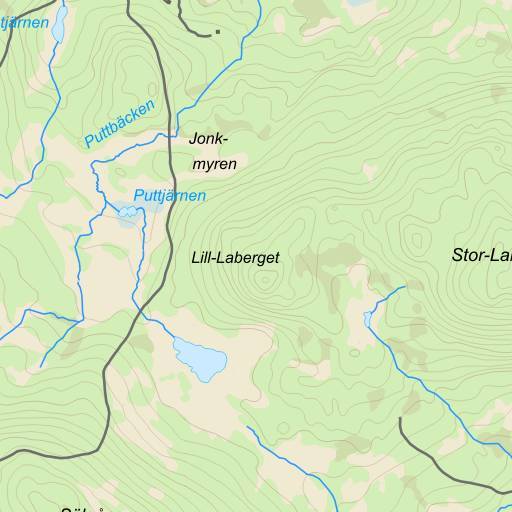 tjärnen
Puttbäcken
Jonk-
myren
Puttjärnen
Lill-Laberget
Stor-La